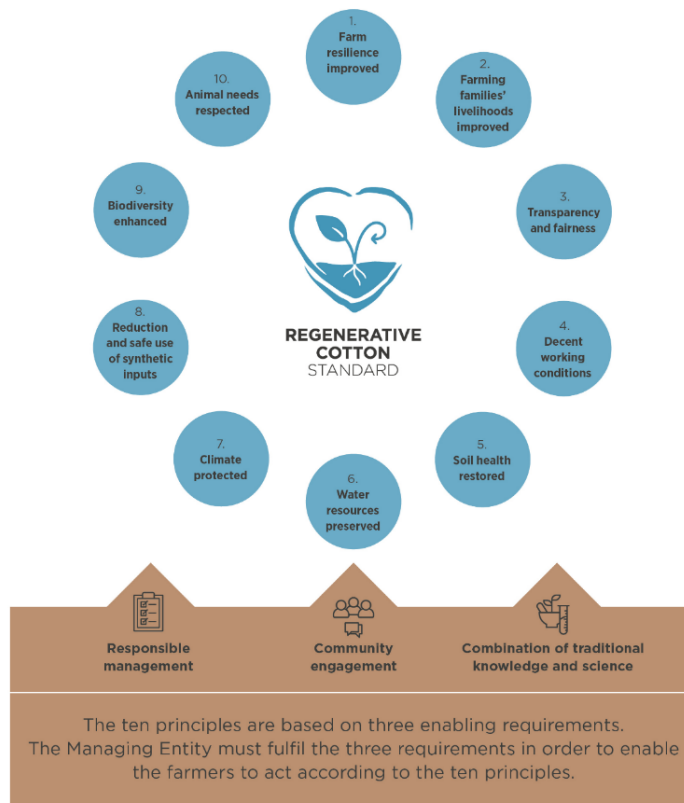 1.
Farm
resilience
improved
2.
Farming
families'
livelihoods
improved
3.
Transparency
and fairness
4.
Decent
working
conditions
5.
Soil health
restored
6.
Water
resources
preserved
7.
Climate
protected
8.
Reduction
and safe use
of synthetic
inputs
9.
Biodiversity
enhanced
10.
Animal needs
respected
REGENERATIVE
COTTON
STANDARD
Responsible
management
Community
engagement
Combination of traditional
knowledge and science
The ten principles are based on three enabling requirements.
The Managing Entity must fulfil the three requirements in order to enable
the farmers to act according to the ten principles.